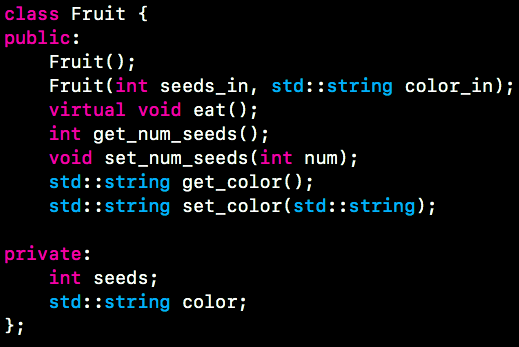 class Fruit {
public:
    Fruit();
    Fruit(int seeds_in, std::string color_in);
    virtual void eat();
    int get_num_seeds();
    void set_num_seeds(int num);
    std::string get_color();
    std::string set_color(std::string);

private:
    int seeds;
    std::string color;
};